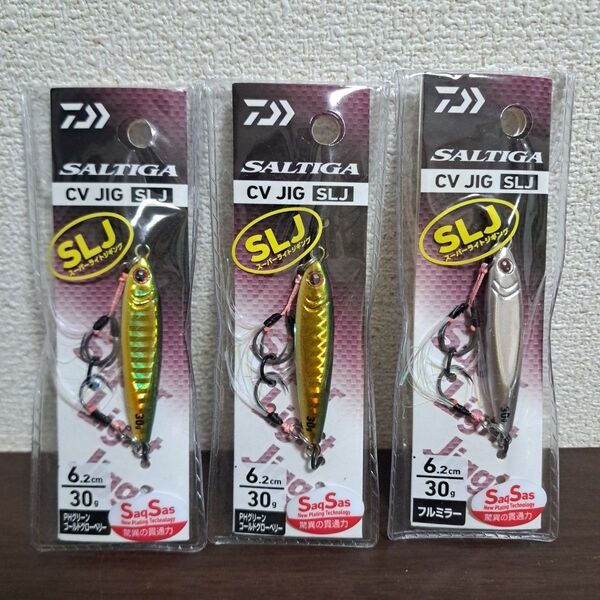 SALTIGA
CV JIG SLJ
SLJ
スーパーライトジギング
30g
6.2cm
30g
PHグリーン
ゴールドグローベリー
SaqSas
New Plating Technology
驚異の貫通力
SALTIGA
CV JIG SLJ
SLJ
スーパーライトジギング
30g
6.2cm
30g
PHグリーン
ゴールドグローベリー
SaqSas
New Plating Technology
驚異の貫通力
SALTIGA
CV JIG SLJ
SLJ
スーパーライトジギング
6.2cm
30g
フルミラー
SaqSas
New Plating Technology
驚異の貫通力